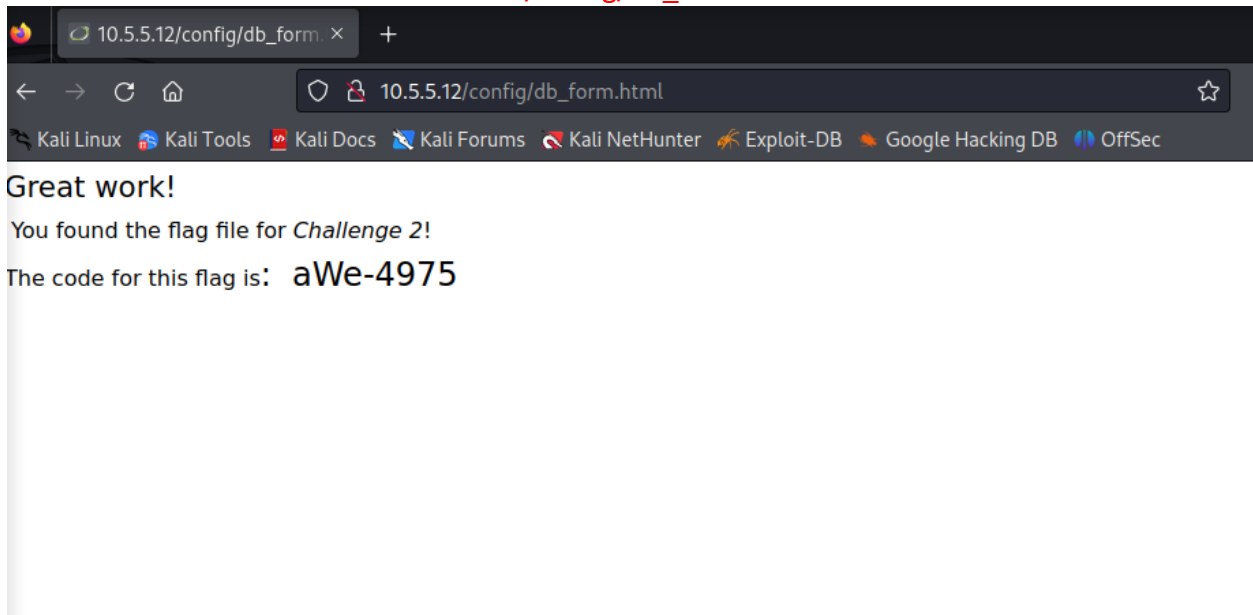 10.5.5.12/config/db_form.
10.5.5.12/config/db_form.html
Kali Linux Kali Tools Kali Docs Kali Forums Kali NetHunter Exploit-DB Google Hacking DB OffSec
Great work!
You found the flag file for Challenge 2!
The code for this flag is: aWe-4975